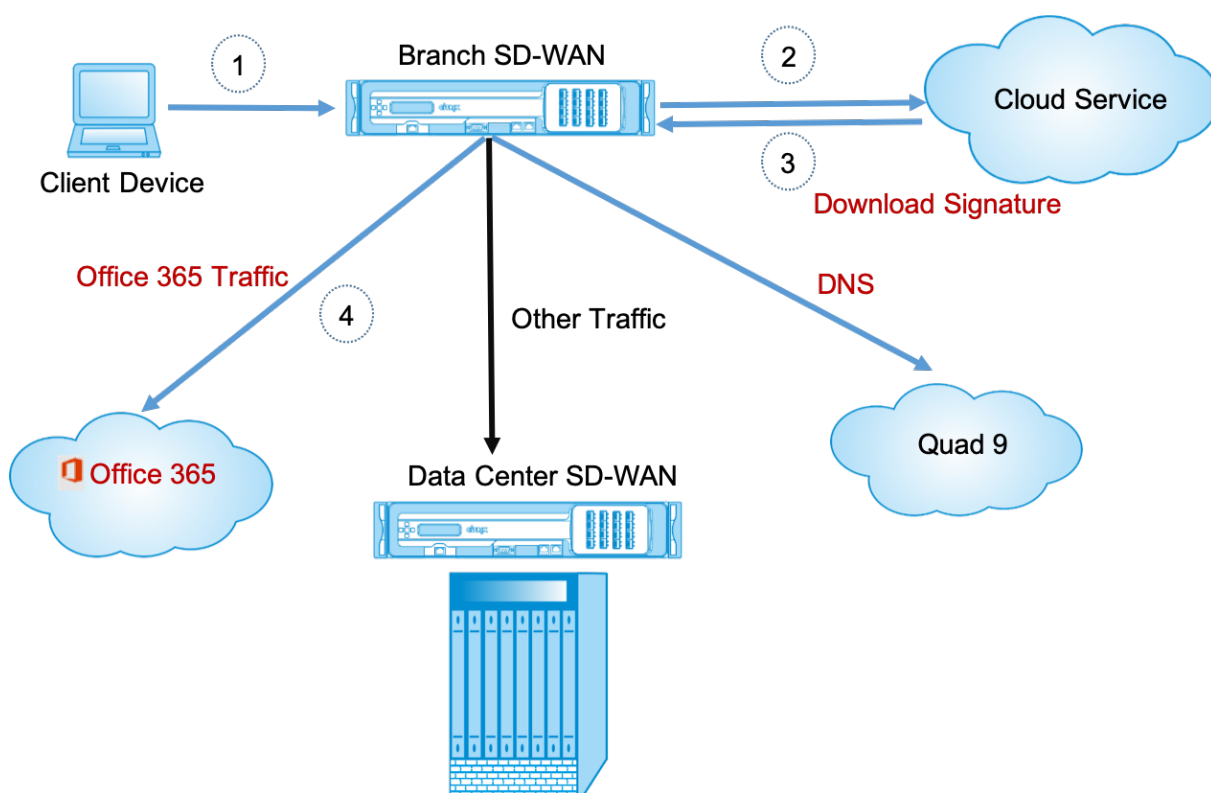 1
Branch SD-WAN
2
Cloud Service
Client Device
3
Download Signature
Office 365 Traffic
4
Other Traffic
DNS
Office 365
Quad 9
Data Center SD-WAN